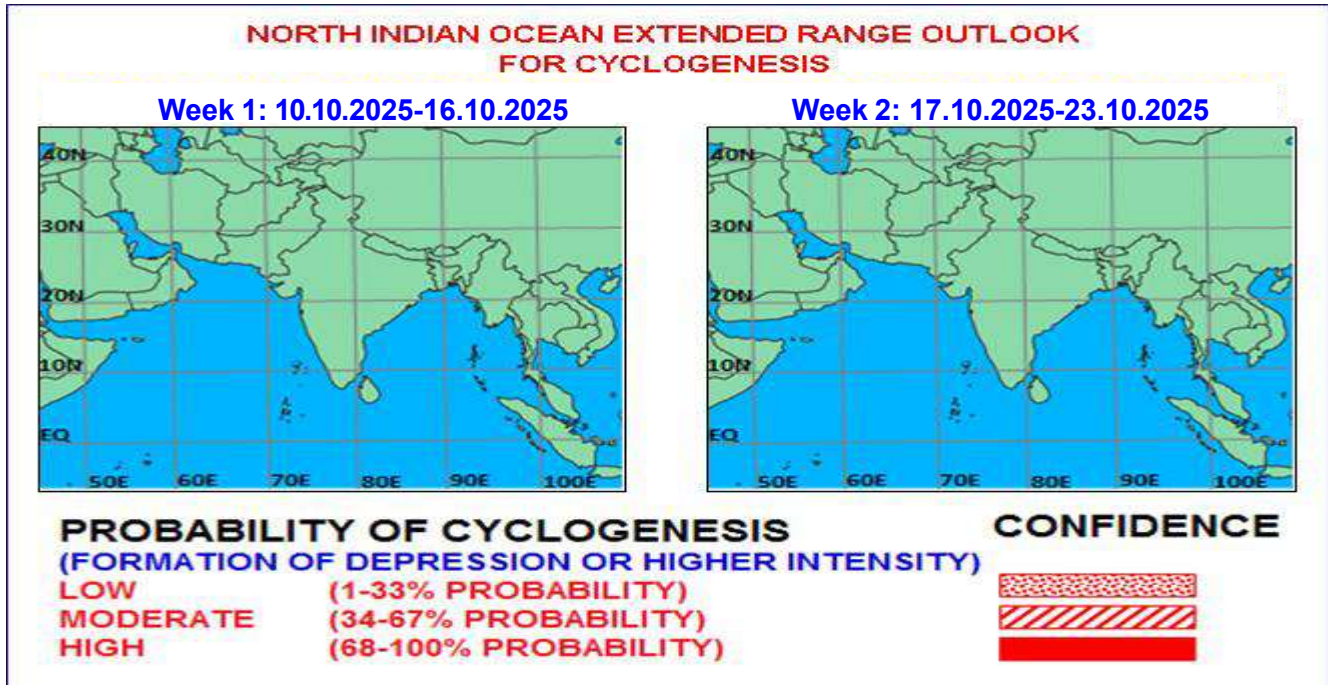 NORTH INDIAN OCEAN EXTENDED RANGE OUTLOOK
FOR CYCLOGENESIS
Week 1: 10.10.2025-16.10.2025
Week 2: 17.10.2025-23.10.2025
40N
30N
20N
10N
EQ
50E 60E 70E 80E 90E 100E
40N
30N
20N
10N
EQ
50E 60E 70E 80E 90E 100E
PROBABILITY OF CYCLOGENESIS
CONFIDENCE
(FORMATION OF DEPRESSION OR HIGHER INTENSITY)
LOW (1-33% PROBABILITY)
MODERATE (34-67% PROBABILITY)
HIGH (68-100% PROBABILITY)